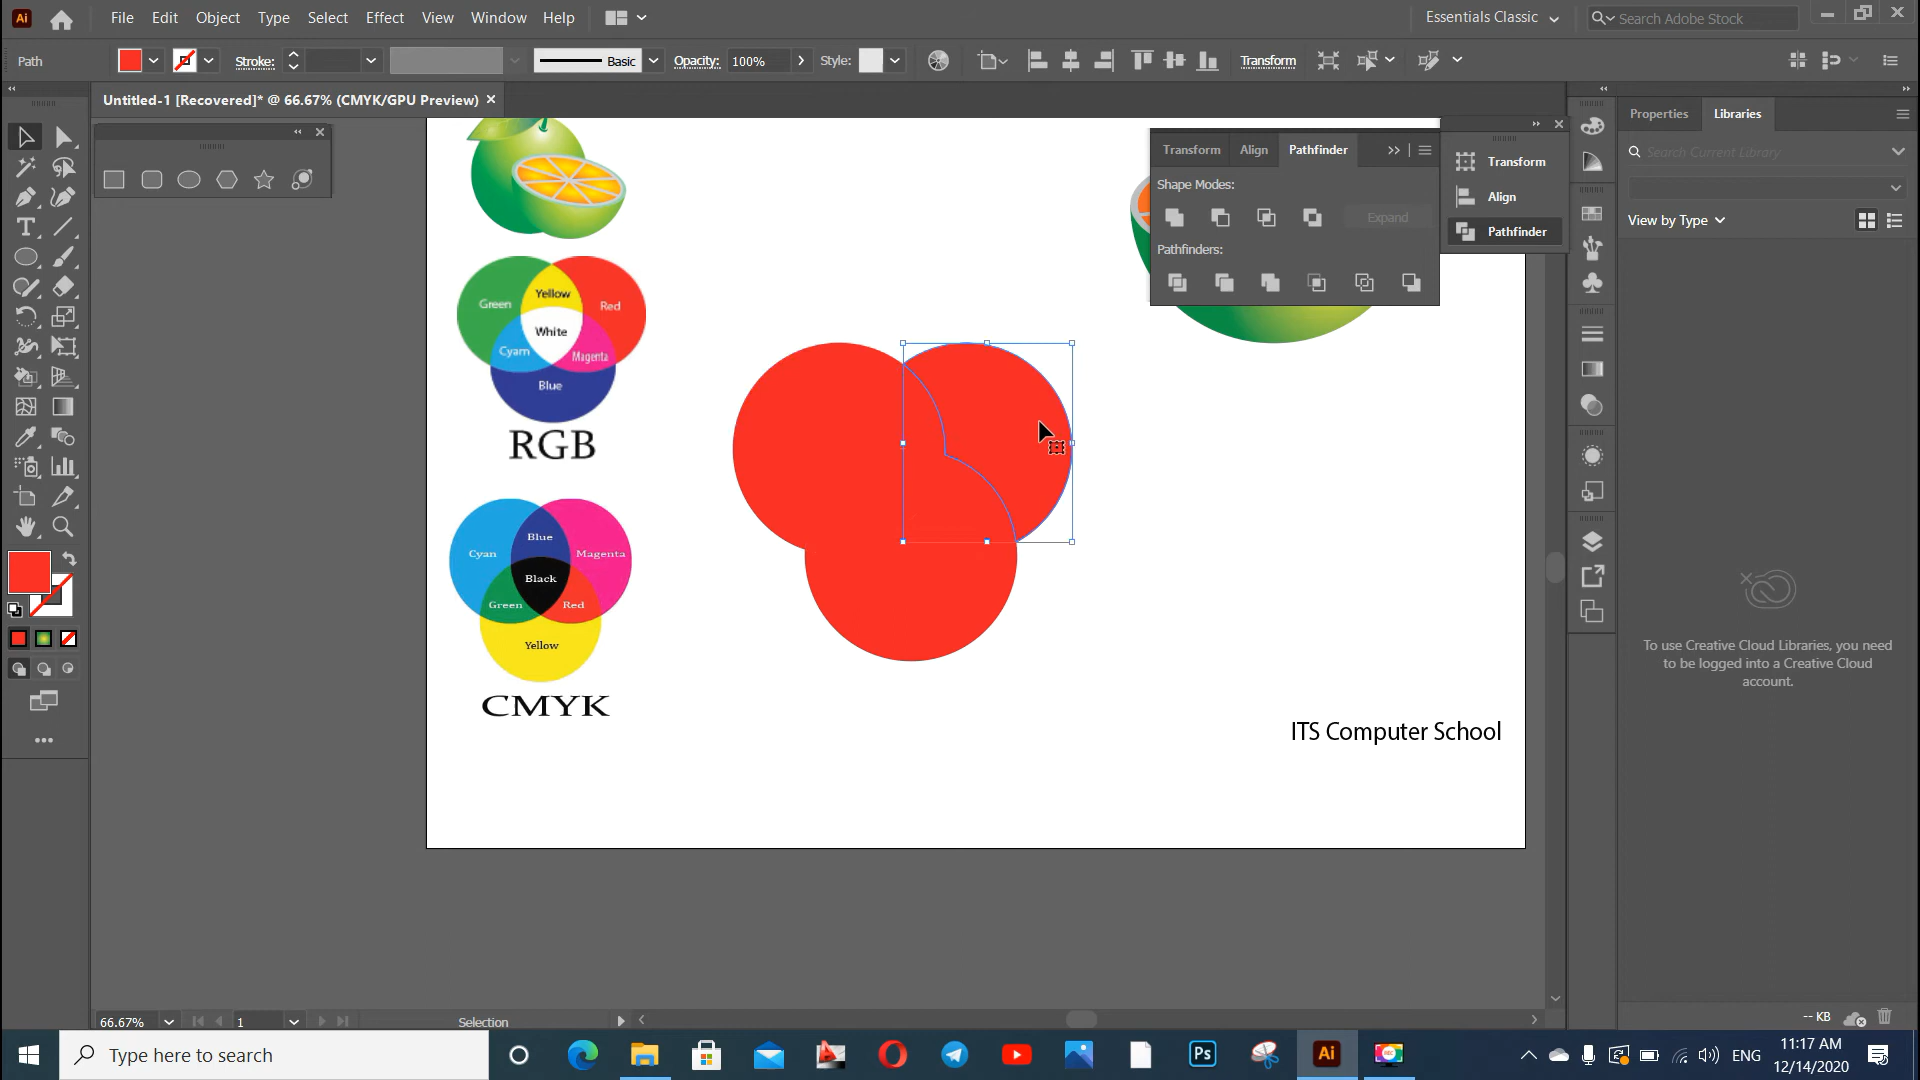 Ai File Edit Object Type Select Effect View Window Help Essentials Classic Search Adobe Stock
Path Stroke: Basic Opacity: 100% Style: Transform
Untitled-1 [Recovered]* @ 66.67% (CMYK/GPU Preview)
Transform Align Pathfinder
Shape Modes:
Expand
Pathfinders:
Transform
Align
Pathfinder
Properties Libraries
Search Current Library
View by Type
To use Creative Cloud Libraries, you need
to be logged into a Creative Cloud
account.
Green Yellow Red
White
Cyam Magenta
Blue
RGB
Blue
Cyan Magenta
Black
Green Red
Yellow
CMYK
ITS Computer School
66.67% 1 Selection
-- KB
Type here to search
Ps Ai REC
ENG
11:17 AM
12/14/2020